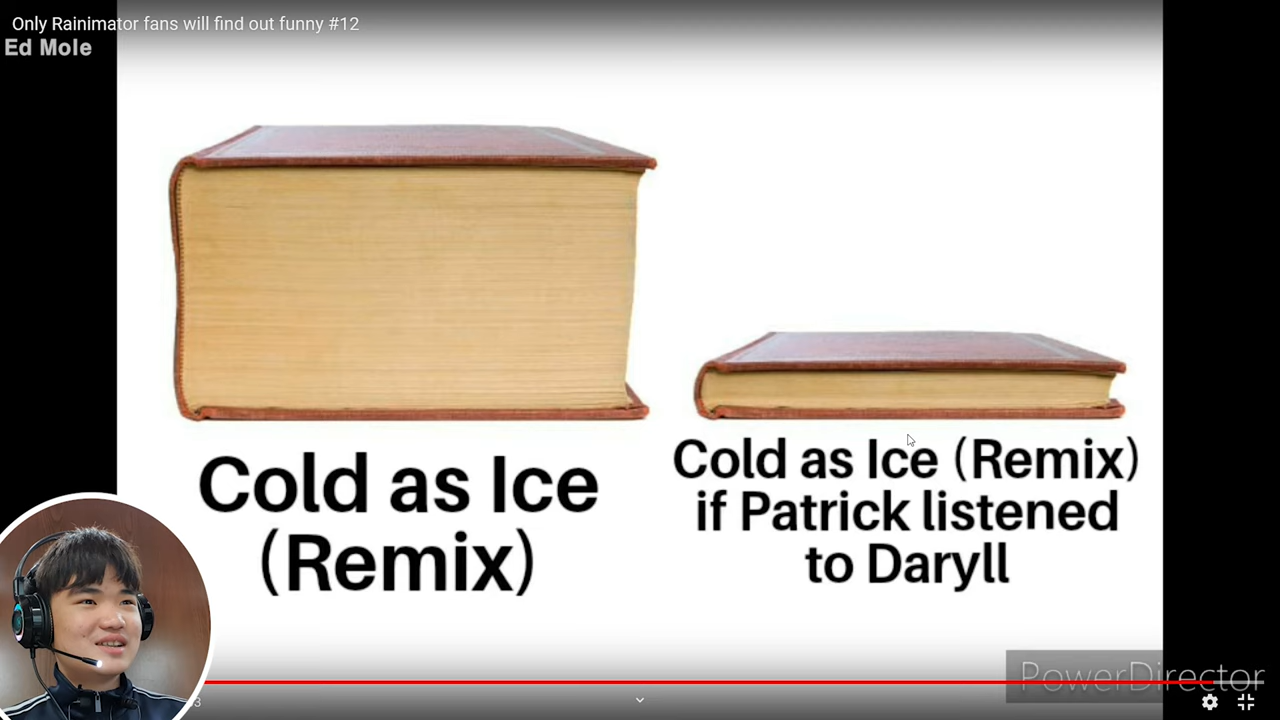 Only Rainimator fans will find out funny #12
Ed Mole
Cold as Ice
(Remix)
Cold as Ice (Remix)
if Patrick listened
to Daryll
PowerDirector